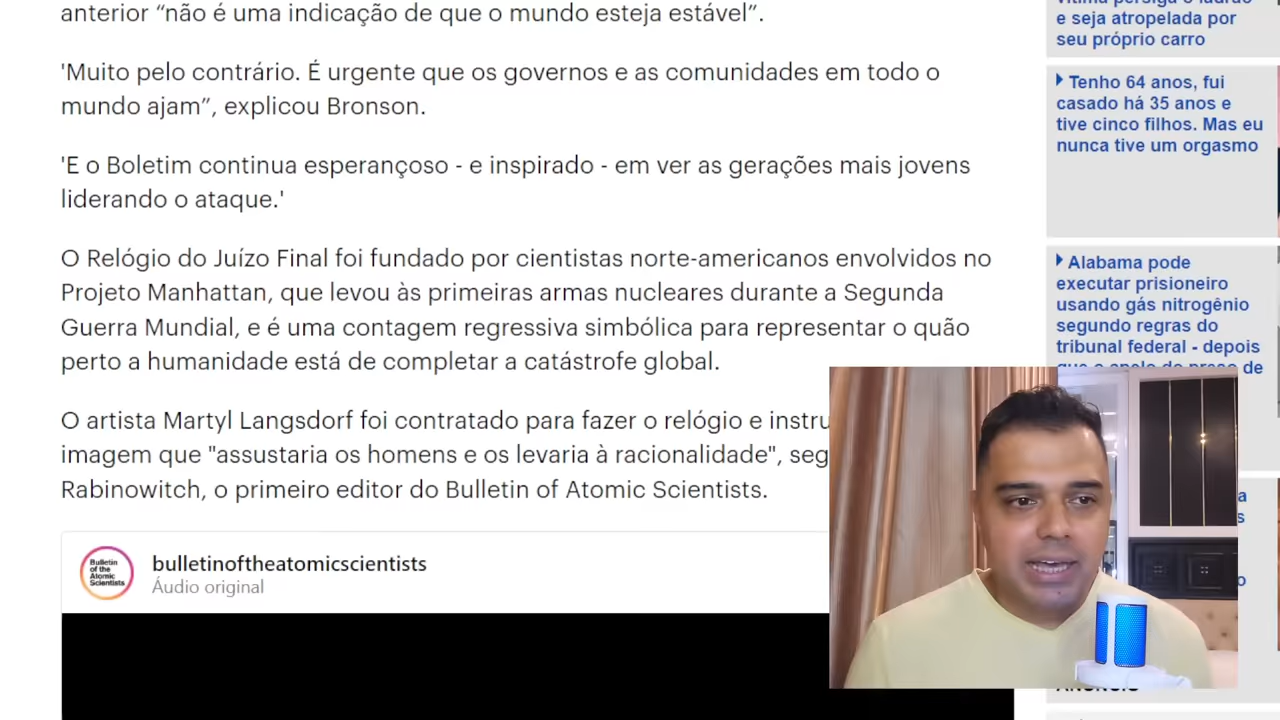 anterior “não é uma indicação de que o mundo esteja estável”.
'Muito pelo contrário. É urgente que os governos e as comunidades em todo o
mundo ajam”, explicou Bronson.
'E o Boletim continua esperançoso - e inspirado - em ver as gerações mais jovens
liderando o ataque.'
O Relógio do Juízo Final foi fundado por cientistas norte-americanos envolvidos no
Projeto Manhattan, que levou às primeiras armas nucleares durante a Segunda
Guerra Mundial, e é uma contagem regressiva simbólica para representar o quão
perto a humanidade está de completar a catástrofe global.
O artista Martyl Langsdorf foi contratado para fazer o relógio e instru
imagem que "assustaria os homens e os levaria à racionalidade", seg
Rabinowitch, o primeiro editor do Bulletin of Atomic Scientists.
Bulletin
of the
Atomic
Scientists
bulletinoftheatomicscientists
Áudio original
e seja atropelada por
seu próprio carro
Tenho 64 anos, fui
casado há 35 anos e
tive cinco filhos. Mas eu
nunca tive um orgasmo
Alabama pode
executar prisioneiro
usando gás nitrogênio
segundo regras do
tribunal federal - depois